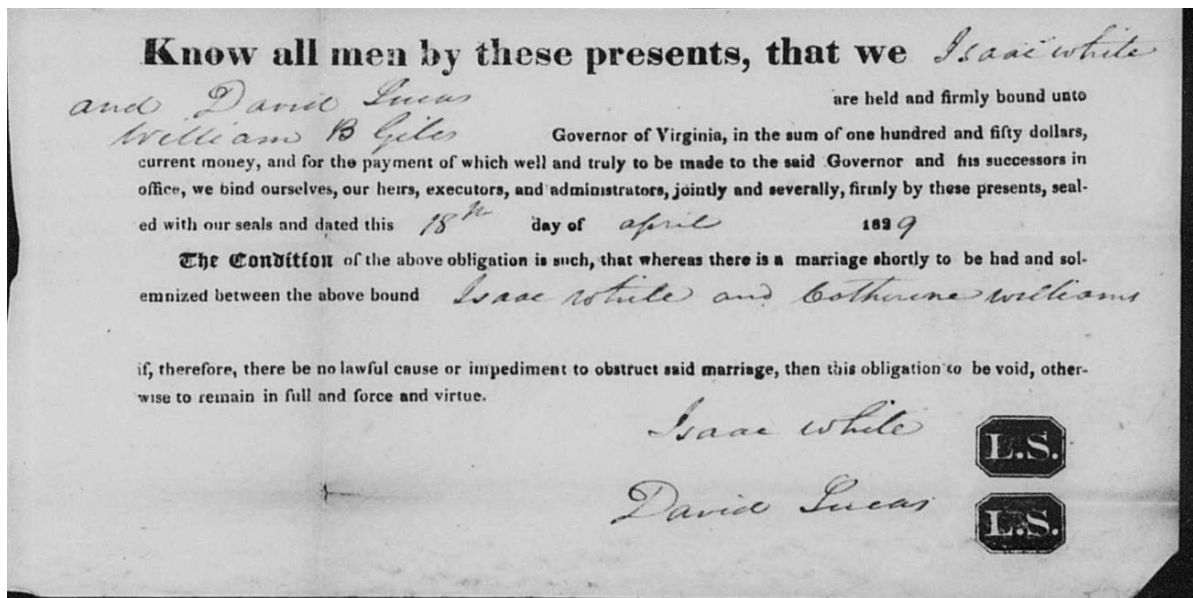 Know all men by these presents, that we Isaac white
and David Lucas are held and firmly bound unto
William B Giles Governor of Virginia, in the sum of one hundred and fifty dollars,
current money, and for the payment of which well and truly to be made to the said Governor and his successors in
office, we bind ourselves, our heirs, executors, and administrators, jointly and severally, firmly by these presents, seal-
ed with our seals and dated this 18th day of april 1829
The Condition of the above obligation is such, that whereas there is a marriage shortly to be had and sol-
emnized between the above bound Isaac white and Catherine williams
if, therefore, there be no lawful cause or impediment to obstruct said marriage, then this obligation to be void, other-
wise to remain in full and force and virtue.
Isaac white L.S.
David Lucas L.S.